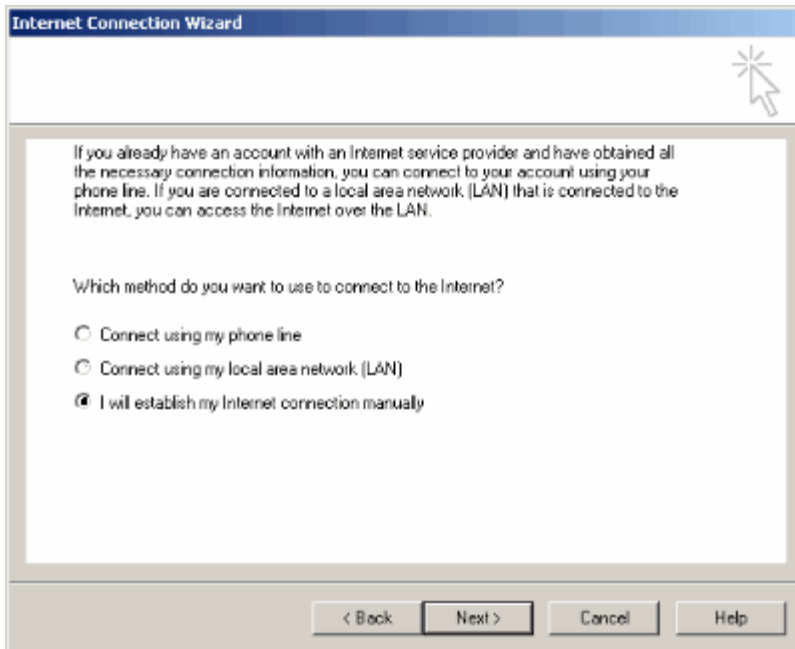 Internet Connection Wizard
If you already have an account with an Internet service provider and have obtained all
the necessary connection information, you can connect to your account using your
phone line. If you are connected to a local area network (LAN) that is connected to the
Internet, you can access the Internet over the LAN.
Which method do you want to use to connect to the Internet?
Connect using my phone line
Connect using my local area network (LAN)
I will establish my Internet connection manually
< Back Next > Cancel Help